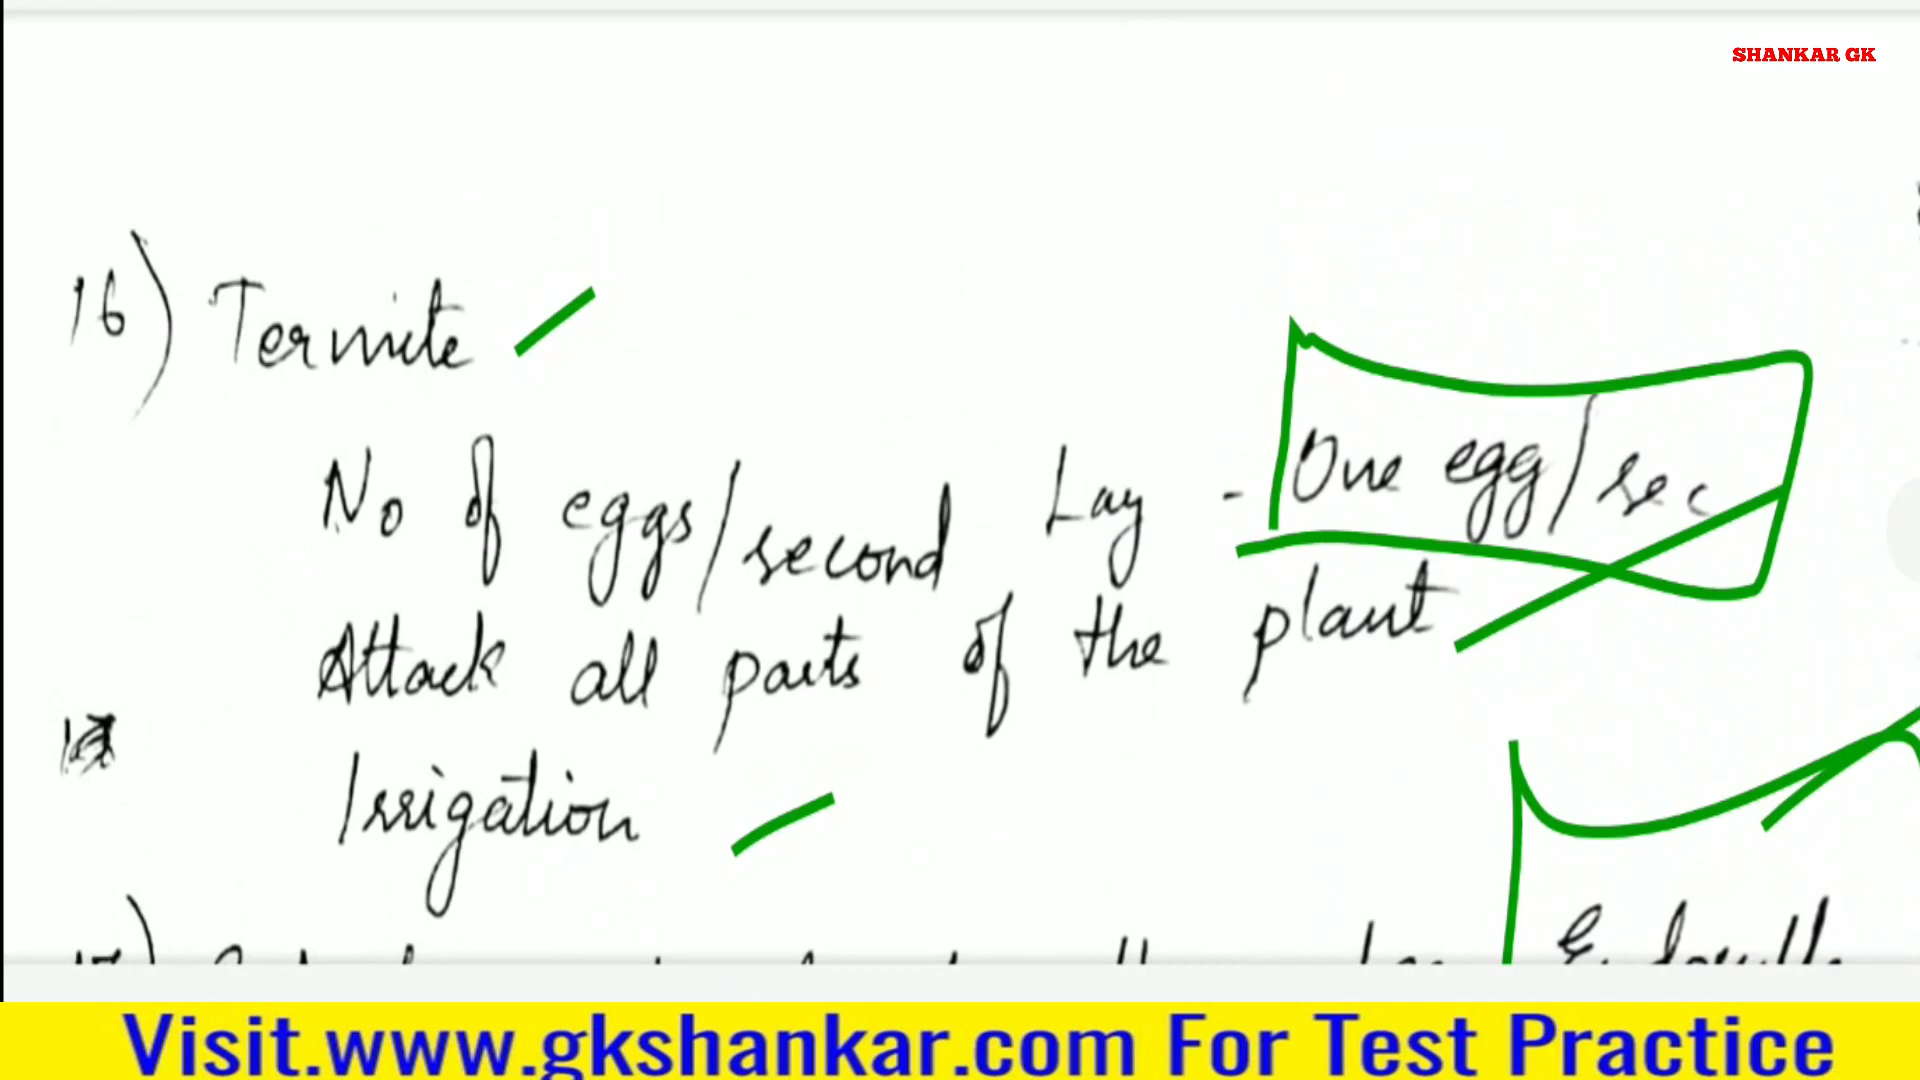 SHANKAR GK
16) Termite
No of eggs/second Lay - One egg/sec
Attack all parts of the plant
Irrigation
Visit.www.gkshankar.com For Test Practice